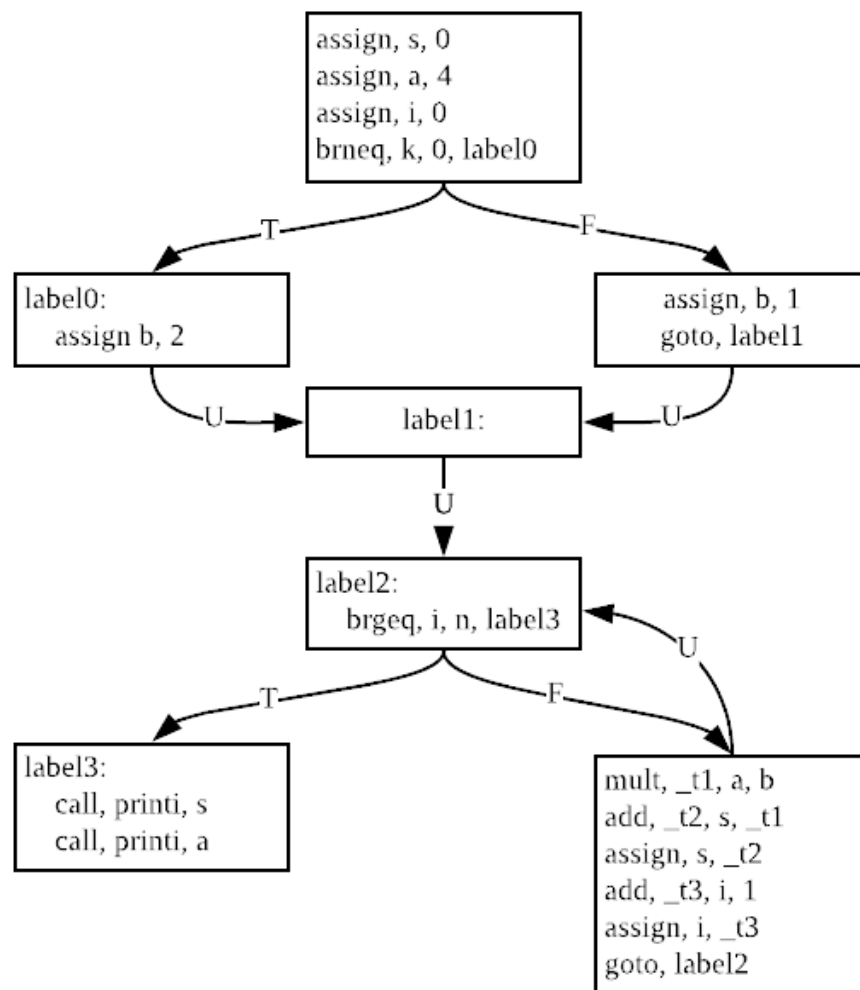 assign, s, 0
assign, a, 4
assign, i, 0
brneq, k, 0, label0
T
F
label0:
assign b, 2
assign, b, 1
goto, label1
U
label1:
U
U
label2:
brgeq, i, n, label3
U
T
F
label3:
call, printi, s
call, printi, a
mult, _t1, a, b
add, _t2, s, _t1
assign, s, _t2
add, _t3, i, 1
assign, i, _t3
goto, label2